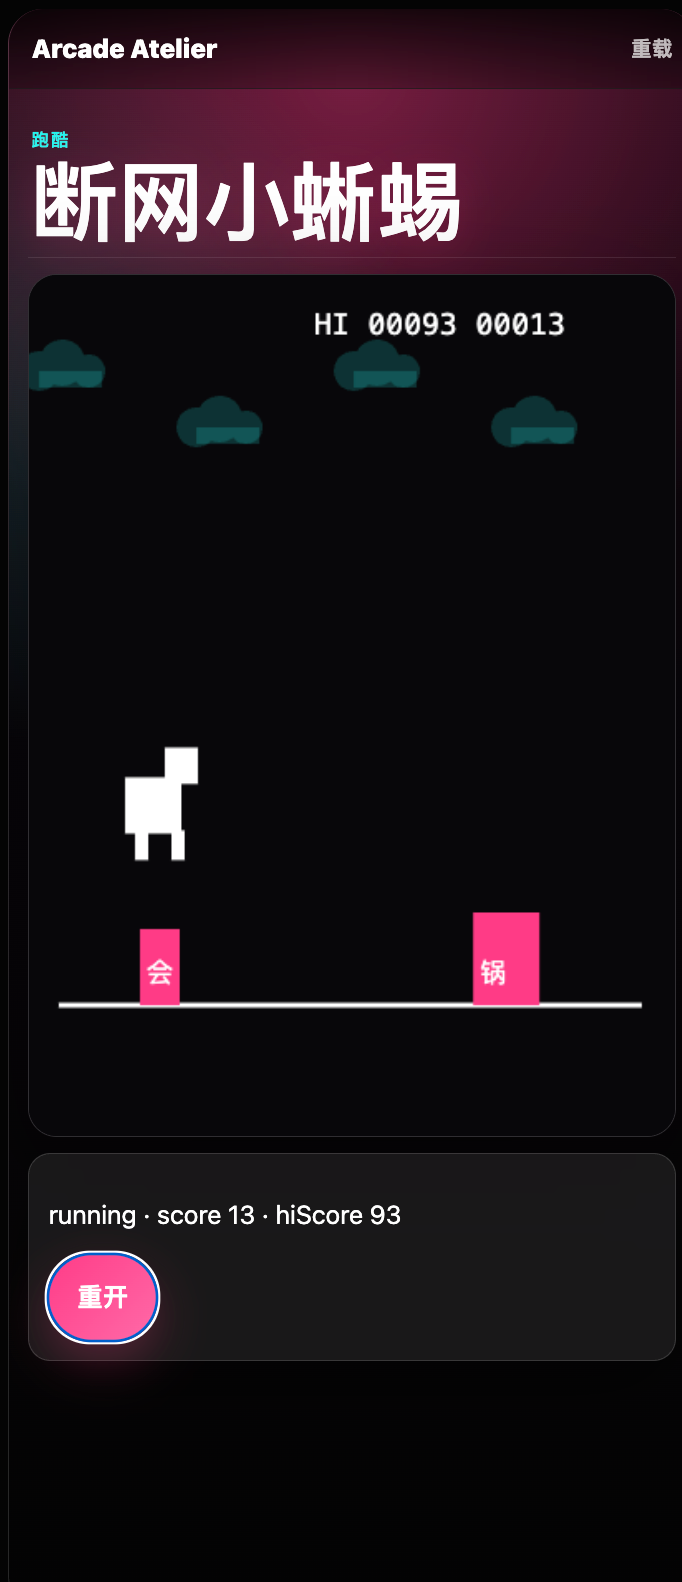 Arcade Atelier 重载
跑酷
断网小蜥蜴
HI 00093 00013
会
锅
running · score 13 · hiScore 93
重开